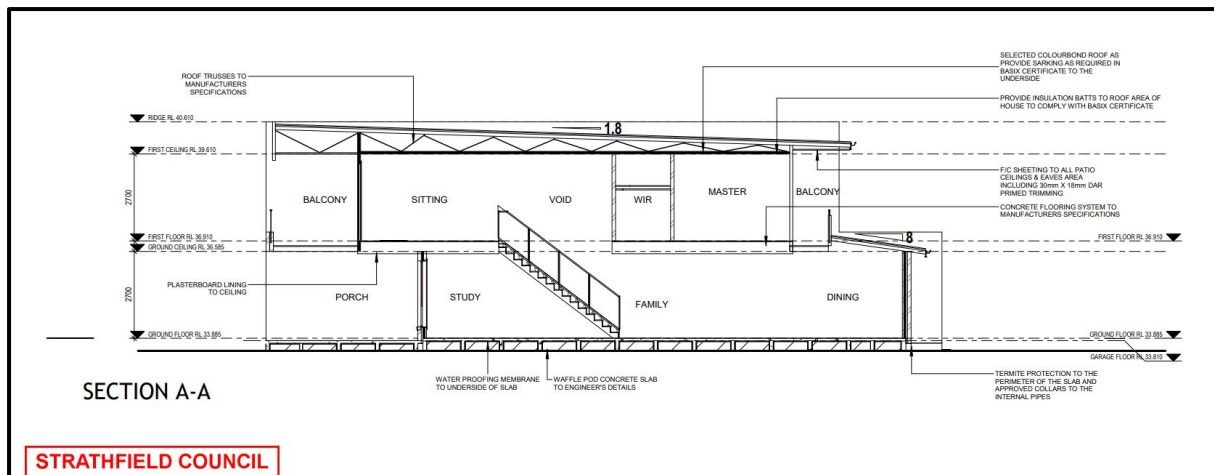 SELECTED COLOURBOND ROOF AS
PROVIDE SARKING AS REQUIRED IN
BASIX CERTIFICATE TO THE
UNDERSIDE
ROOF TRUSSES TO
MANUFACTURERS
SPECIFICATIONS
PROVIDE INSULATION BATTS TO ROOF AREA OF
HOUSE TO COMPLY WITH BASIX CERTIFICATE
RIDGE RL 40.610
1.8
FIRST CEILING RL 39.610
F/C SHEETING TO ALL PATIO
CEILINGS & EAVES AREA
INCLUDING 30mm X 18mm DAR
PRIMED TRIMMING
2700
BALCONY
SITTING
VOID
WIR
MASTER
BALCONY
CONCRETE FLOORING SYSTEM TO
MANUFACTURERS SPECIFICATIONS
FIRST FLOOR RL 36.910
8
FIRST FLOOR RL 36.910
GROUND CEILING RL 36.585
PLASTERBOARD LINING
TO CEILING
2700
PORCH
STUDY
FAMILY
DINING
GROUND FLOOR RL 33.885
GROUND FLOOR RL 33.885
GARAGE FLOOR RL 33.810
SECTION A-A
WATER PROOFING MEMBRANE
TO UNDERSIDE OF SLAB
WAFFLE POD CONCRETE SLAB
TO ENGINEER'S DETAILS
TERMITE PROTECTION TO THE
PERIMETER OF THE SLAB AND
APPROVED COLLARS TO THE
INTERNAL PIPES
STRATHFIELD COUNCIL